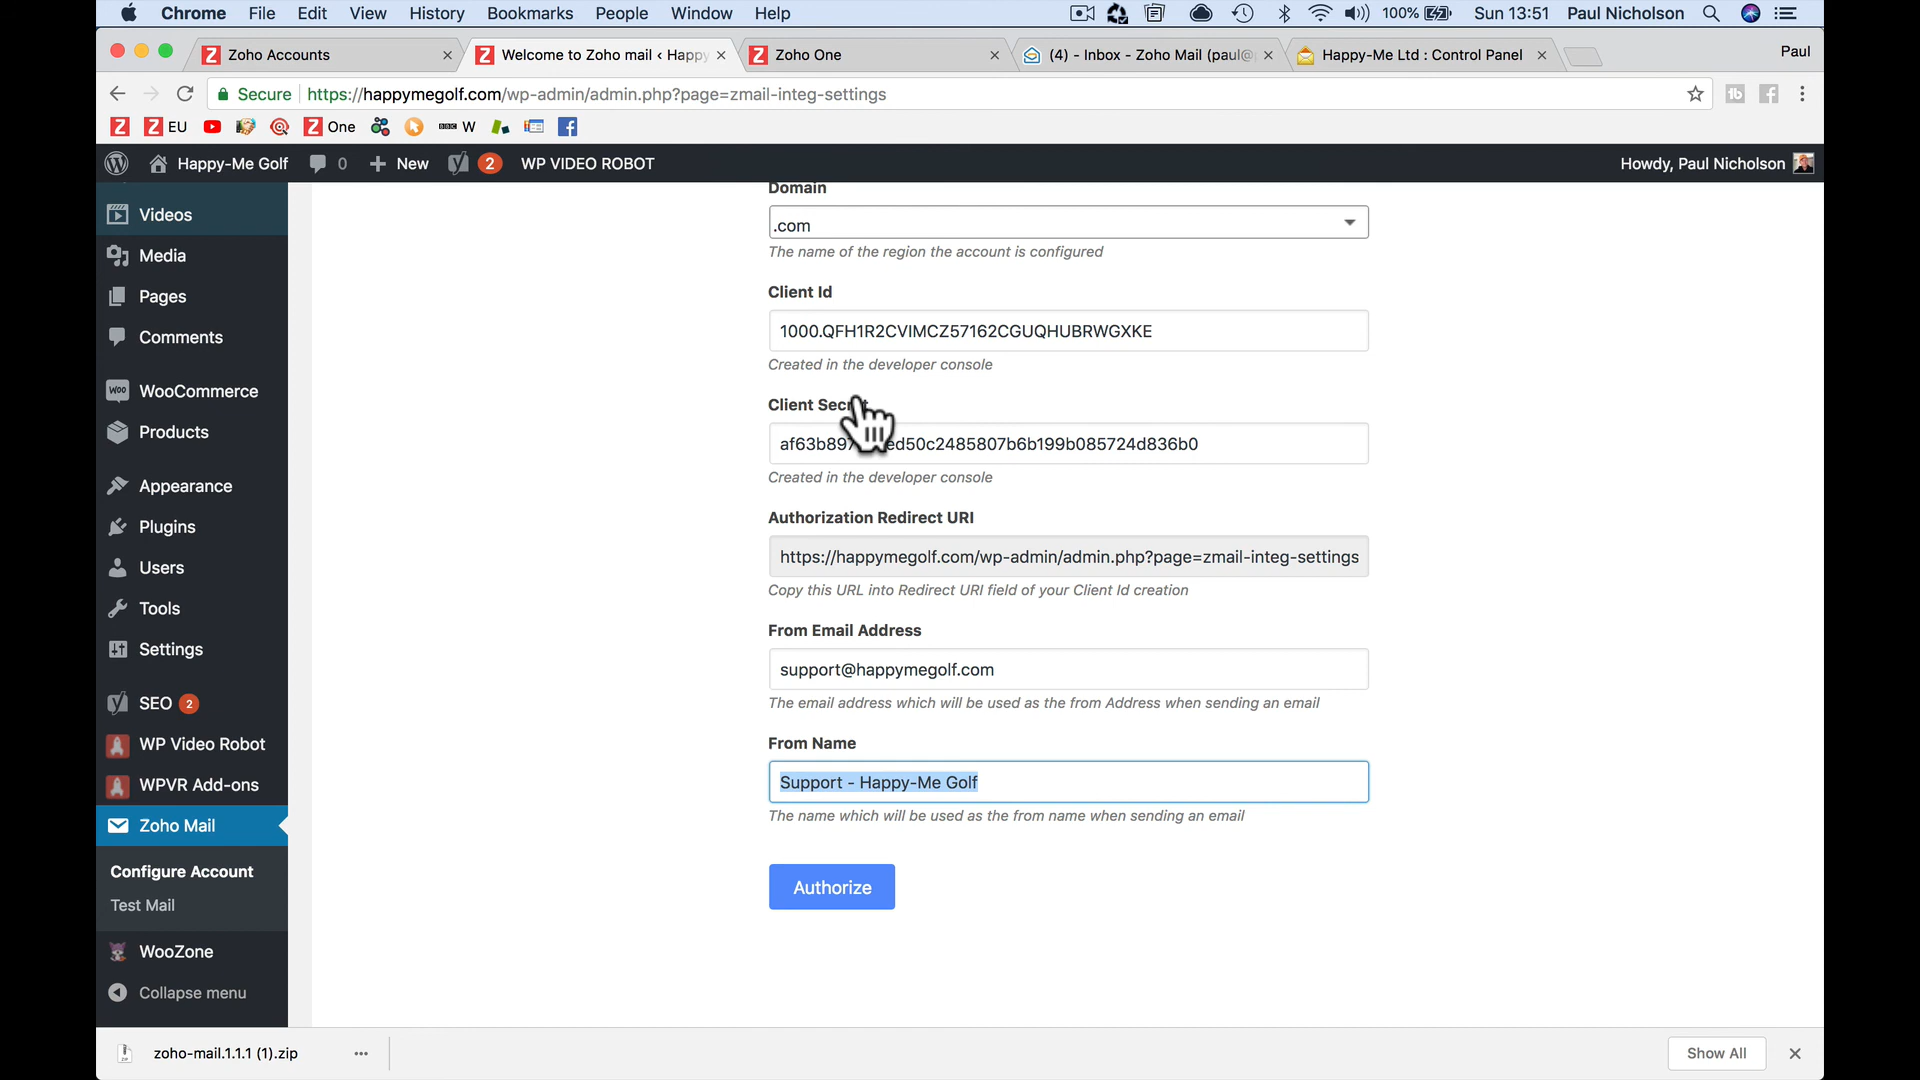 Chrome File Edit View History Bookmarks People Window Help 100% Sun 13:51 Paul Nicholson
Zoho Accounts Welcome to Zoho mail ‹ Happy Zoho One (4) - Inbox - Zoho Mail (paul@ Happy-Me Ltd : Control Panel Paul
Secure https://happymegolf.com/wp-admin/admin.php?page=zmail-integ-settings
EU One BBC W
Happy-Me Golf 0 New 2 WP VIDEO ROBOT Howdy, Paul Nicholson
Videos
Media
Pages
Comments
WooCommerce
Products
Appearance
Plugins
Users
Tools
Settings
SEO 2
WP Video Robot
WPVR Add-ons
Zoho Mail
Configure Account
Test Mail
WooZone
Collapse menu
Domain
.com
The name of the region the account is configured
Client Id
1000.QFH1R2CVIMCZ57162CGUQHUBRWGXKE
Created in the developer console
Client Secret
Created in the developer console
Authorization Redirect URI
https://happymegolf.com/wp-admin/admin.php?page=zmail-integ-settings
Copy this URL into Redirect URI field of your Client Id creation
From Email Address
support@happymegolf.com
The email address which will be used as the from Address when sending an email
From Name
Support - Happy-Me Golf
The name which will be used as the from name when sending an email
Authorize
zoho-mail.1.1.1 (1).zip Show All